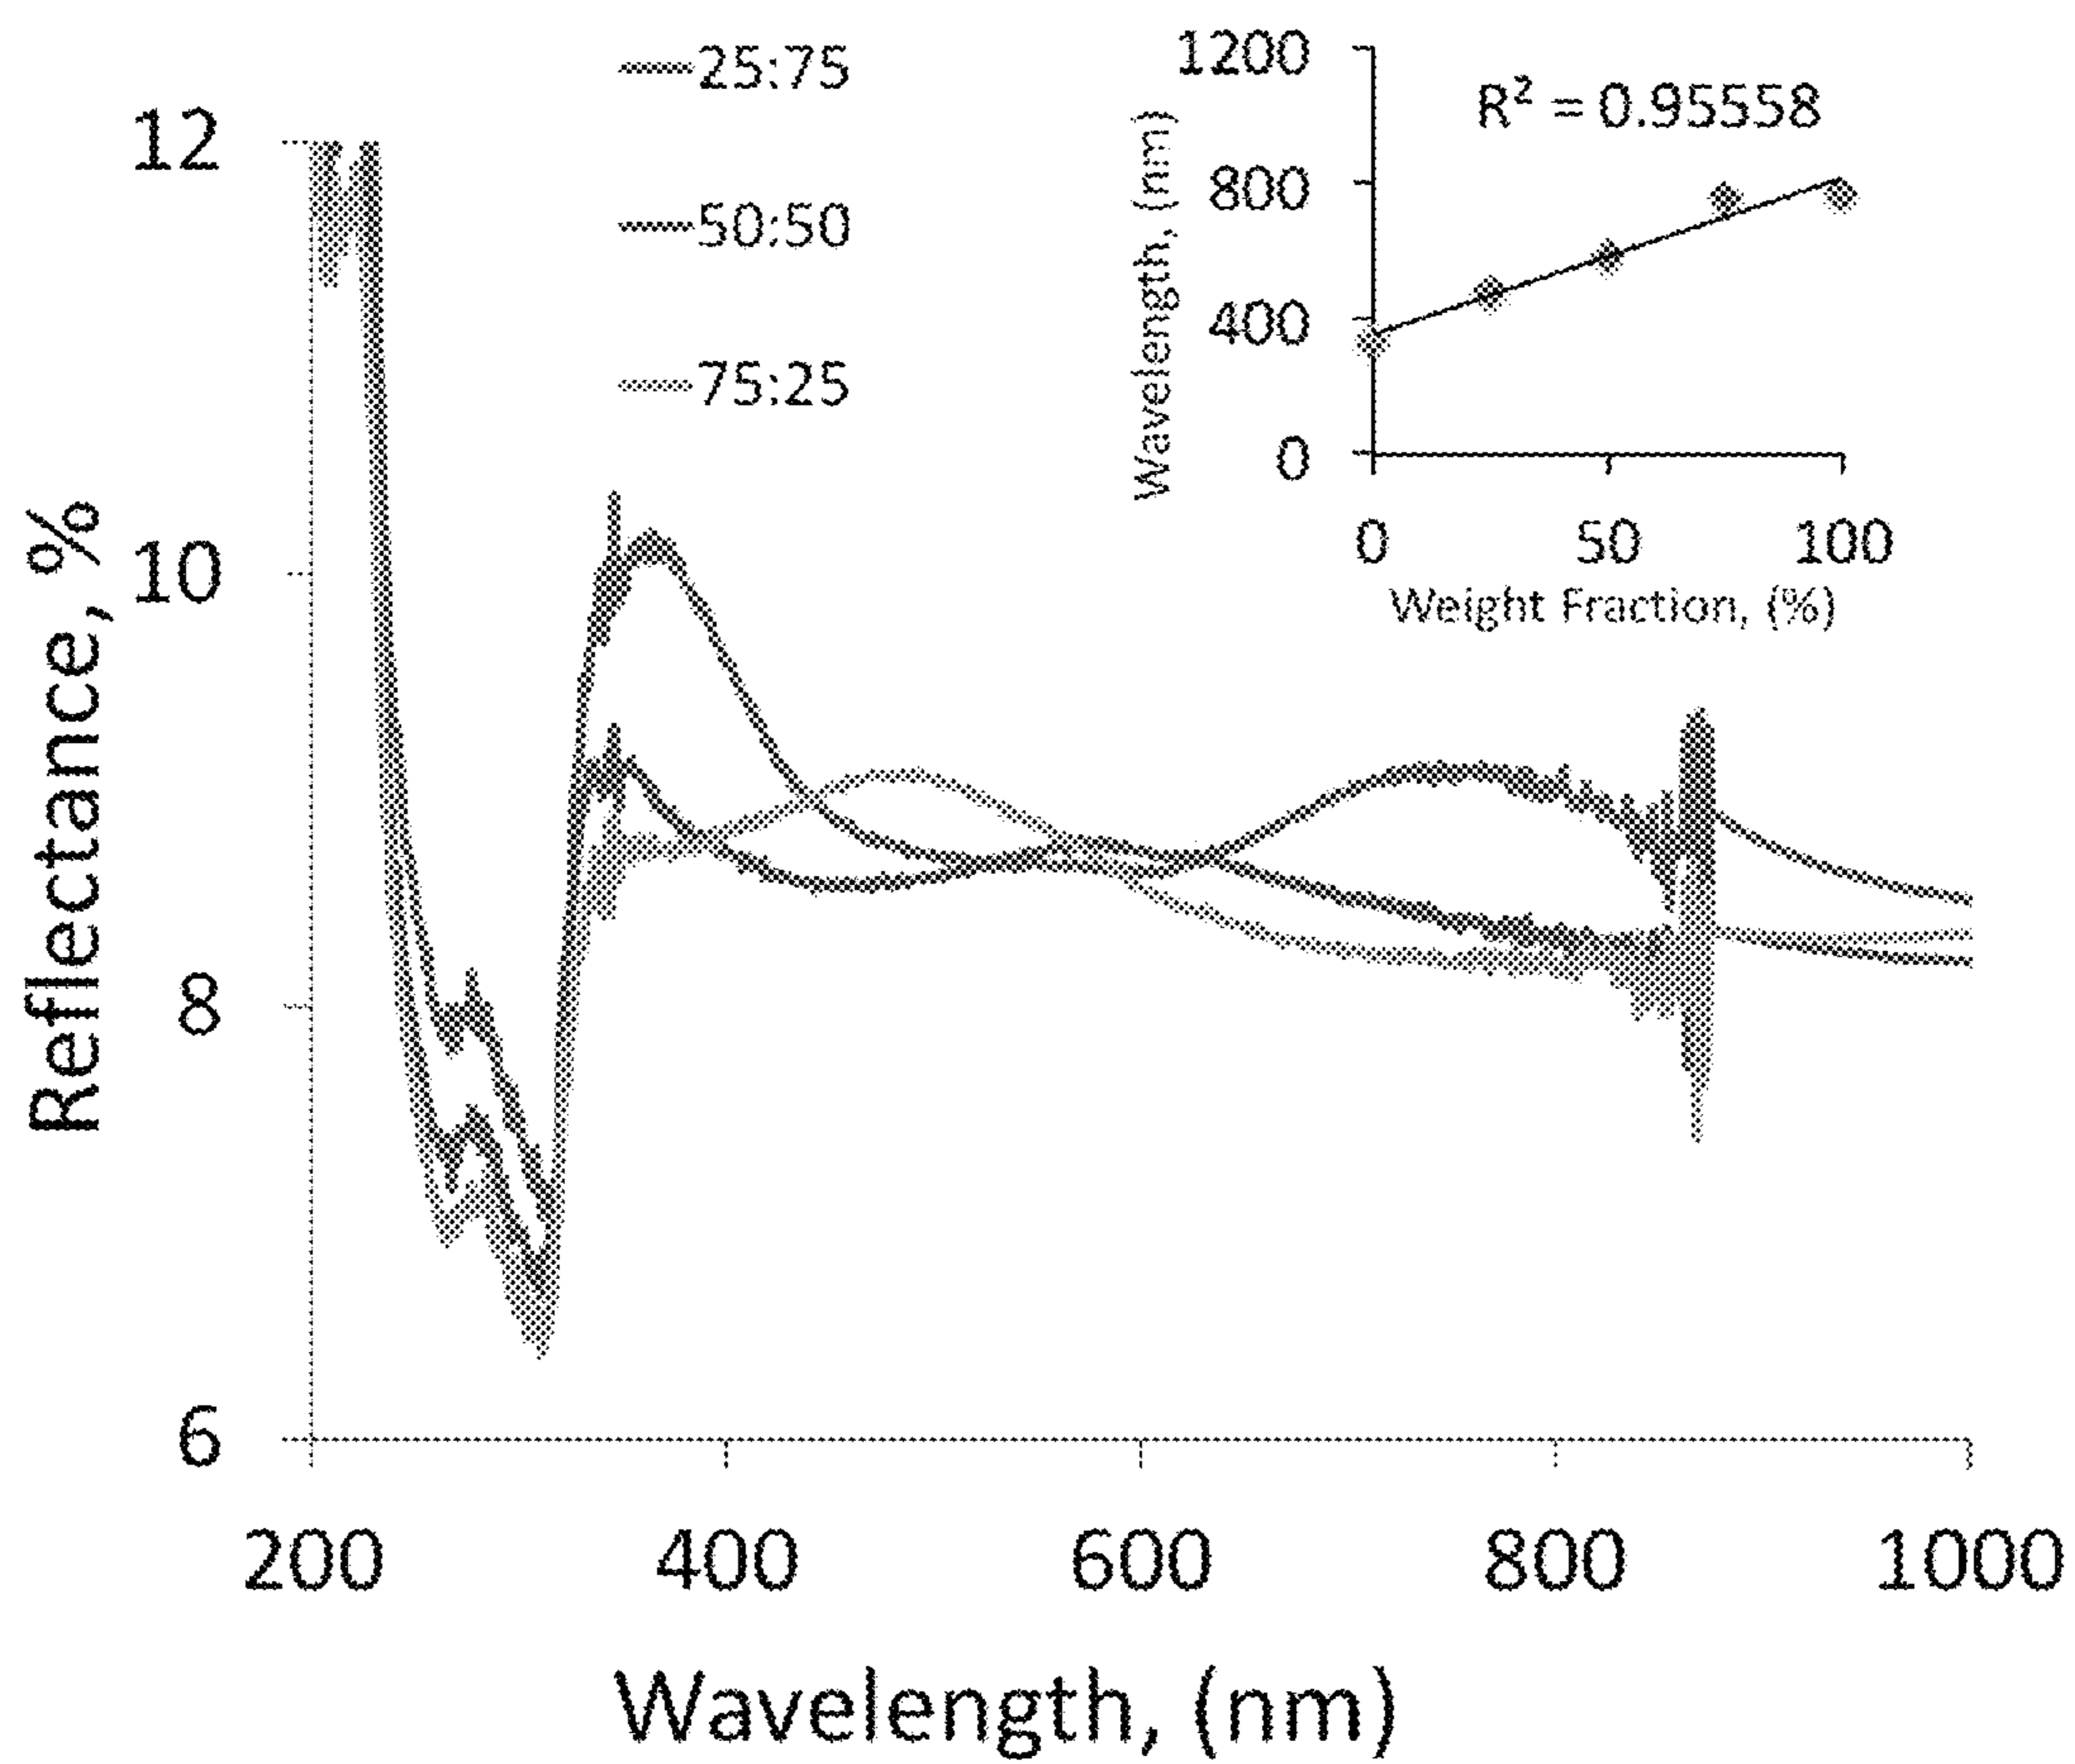 25:75
50:50
75:25
12
10
8
6
Reflectance, %
200 400 600 800 1000
Wavelength, (nm)
1200
800
400
0
Wavelength, (nm)
R² = 0.95558
0 50 100
Weight Fraction, (%)